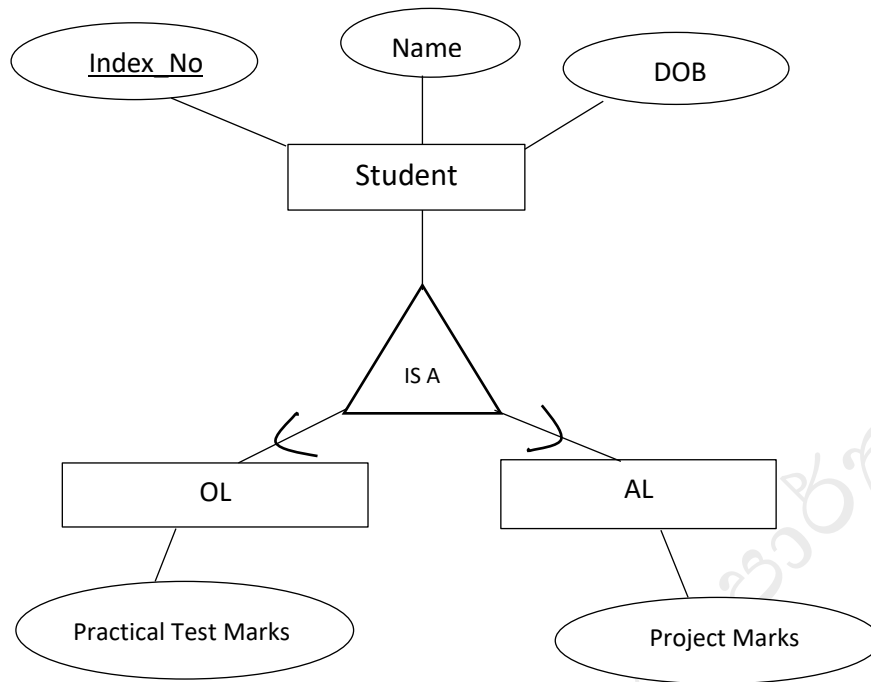 Index_No
Name
DOB
Student
IS A
OL
AL
Practical Test Marks
Project Marks